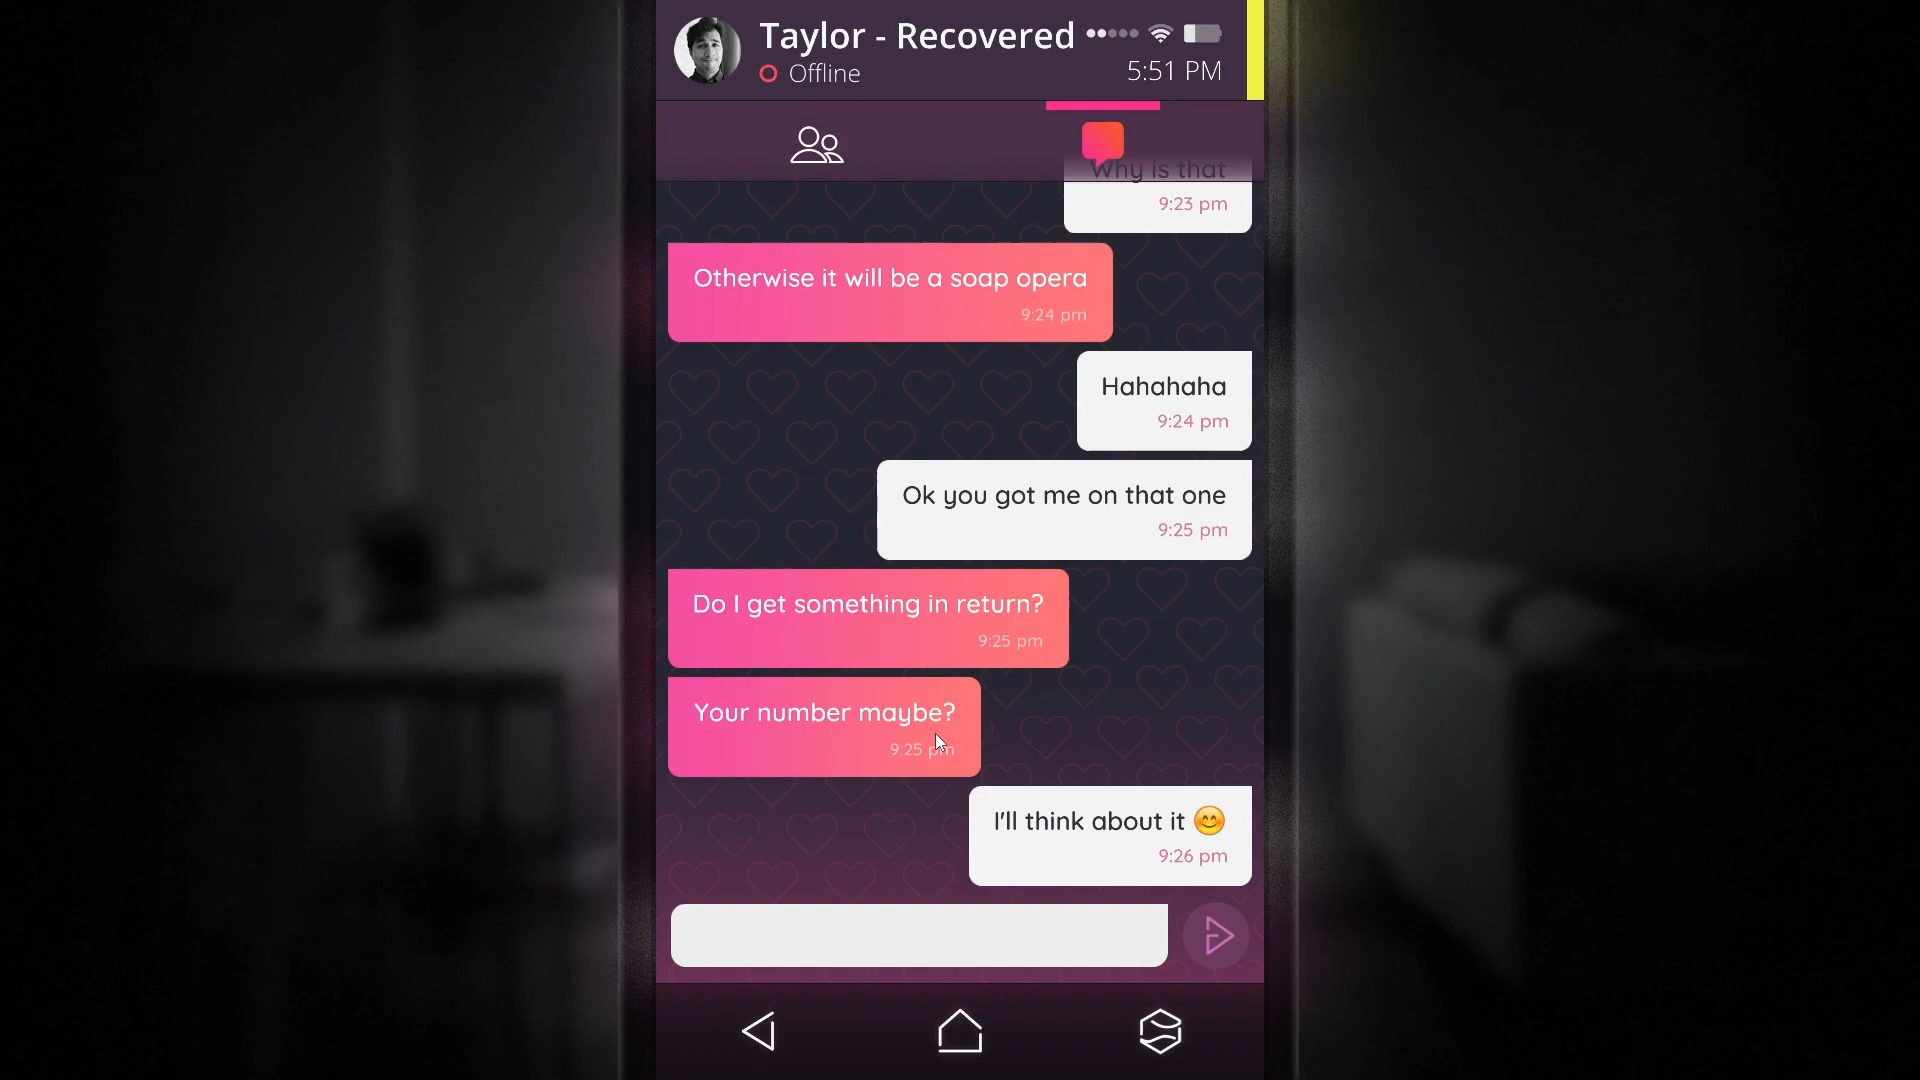 Taylor - Recovered
Offline
5:51 PM
Why is that
9:23 pm
Otherwise it will be a soap opera
9:24 pm
Hahahaha
9:24 pm
Ok you got me on that one
9:25 pm
Do I get something in return?
9:25 pm
Your number maybe?
9:25 pm
I'll think about it 😊
9:26 pm